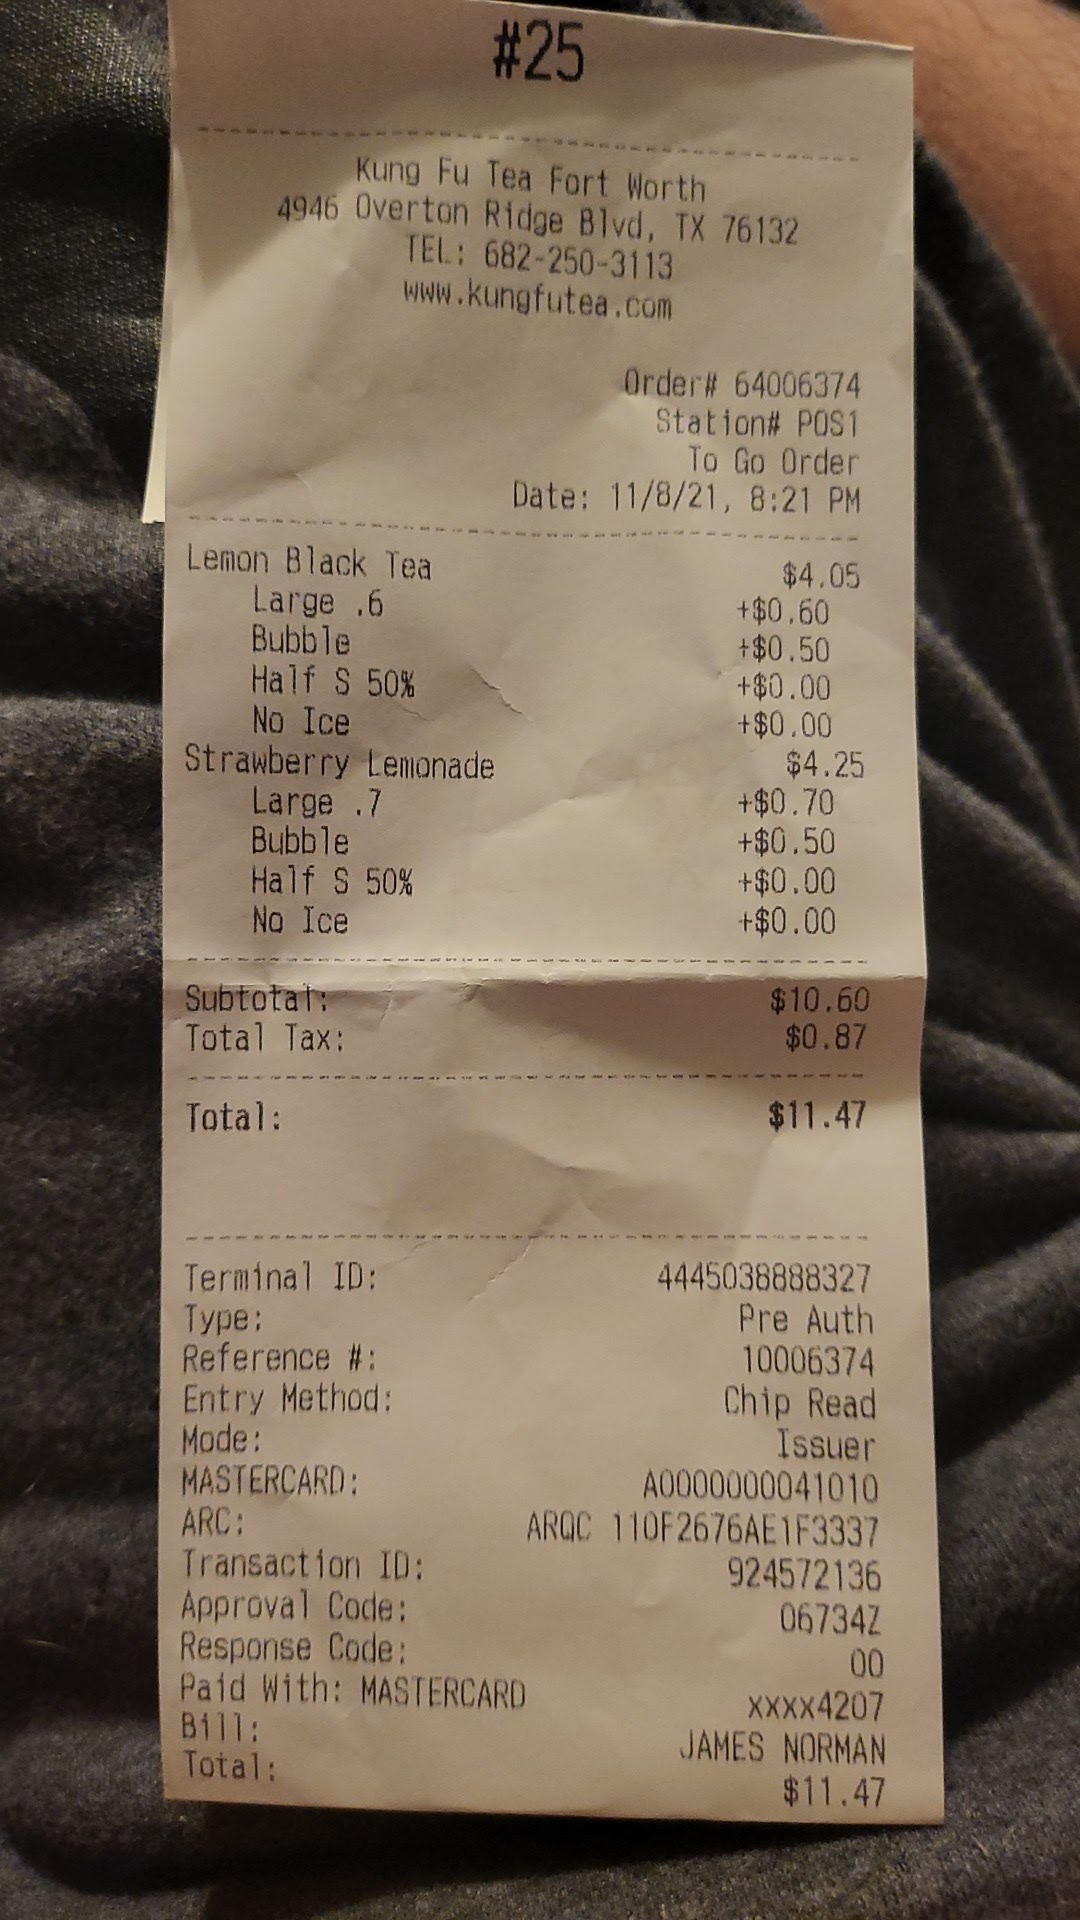 #25
Kung Fu Tea Fort Worth
4946 Overton Ridge Blvd, TX 76132
TEL: 682-250-3113
www.kungfutea.com
Order# 64006374
Station# POS1
To Go Order
Date: 11/8/21, 8:21 PM
Lemon Black Tea $4.05
Large .6 +$0.60
Bubble +$0.50
Half S 50% +$0.00
No Ice +$0.00
Strawberry Lemonade $4.25
Large .7 +$0.70
Bubble +$0.50
Half S 50% +$0.00
No Ice +$0.00
Subtotal: $10.60
Total Tax: $0.87
Total: $11.47
Terminal ID: 4445038888327
Type: Pre Auth
Reference #: 10006374
Entry Method: Chip Read
Mode: Issuer
MASTERCARD: A0000000041010
ARC: ARQC 110F2676AE1F3337
Transaction ID: 924572136
Approval Code: 06734Z
Response Code: 00
Paid With: MASTERCARD xxxx4207
Bill: JAMES NORMAN
Total: $11.47